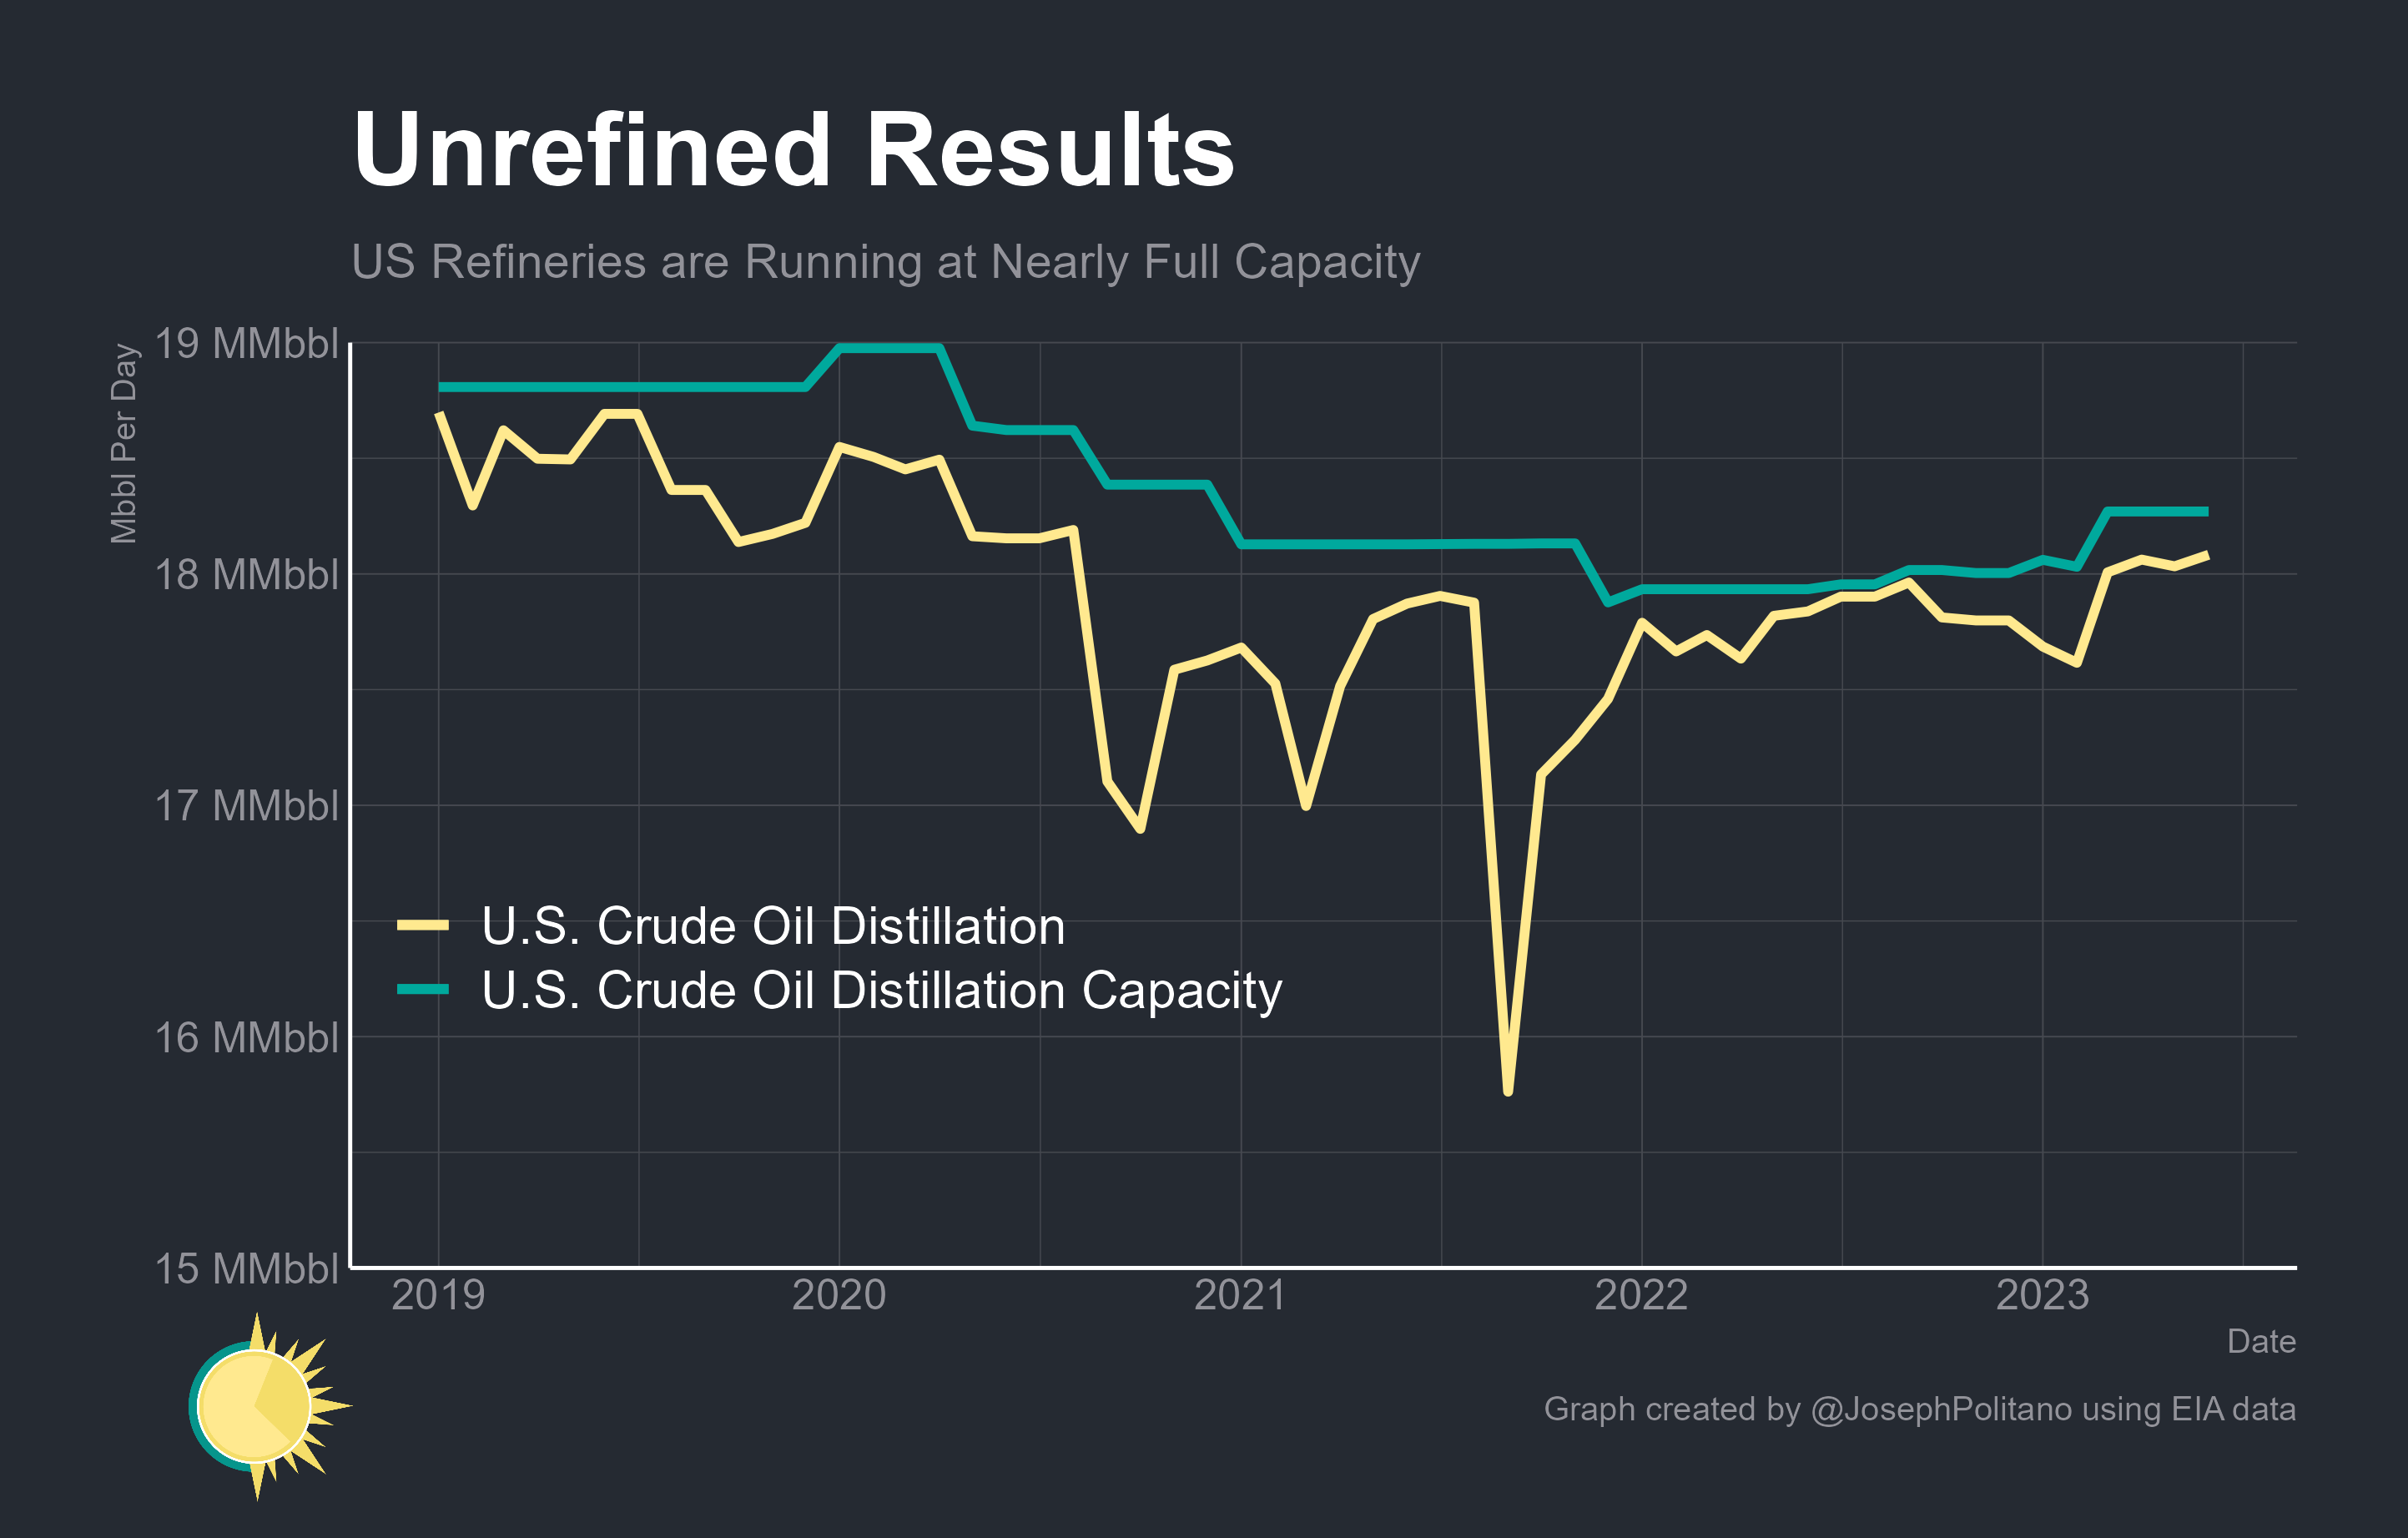 Unrefined Results
US Refineries are Running at Nearly Full Capacity
Mbbl Per Day
19 MMbbl
18 MMbbl
17 MMbbl
16 MMbbl
15 MMbbl
U.S. Crude Oil Distillation
U.S. Crude Oil Distillation Capacity
2019 2020 2021 2022 2023
Date
Graph created by @JosephPolitano using EIA data